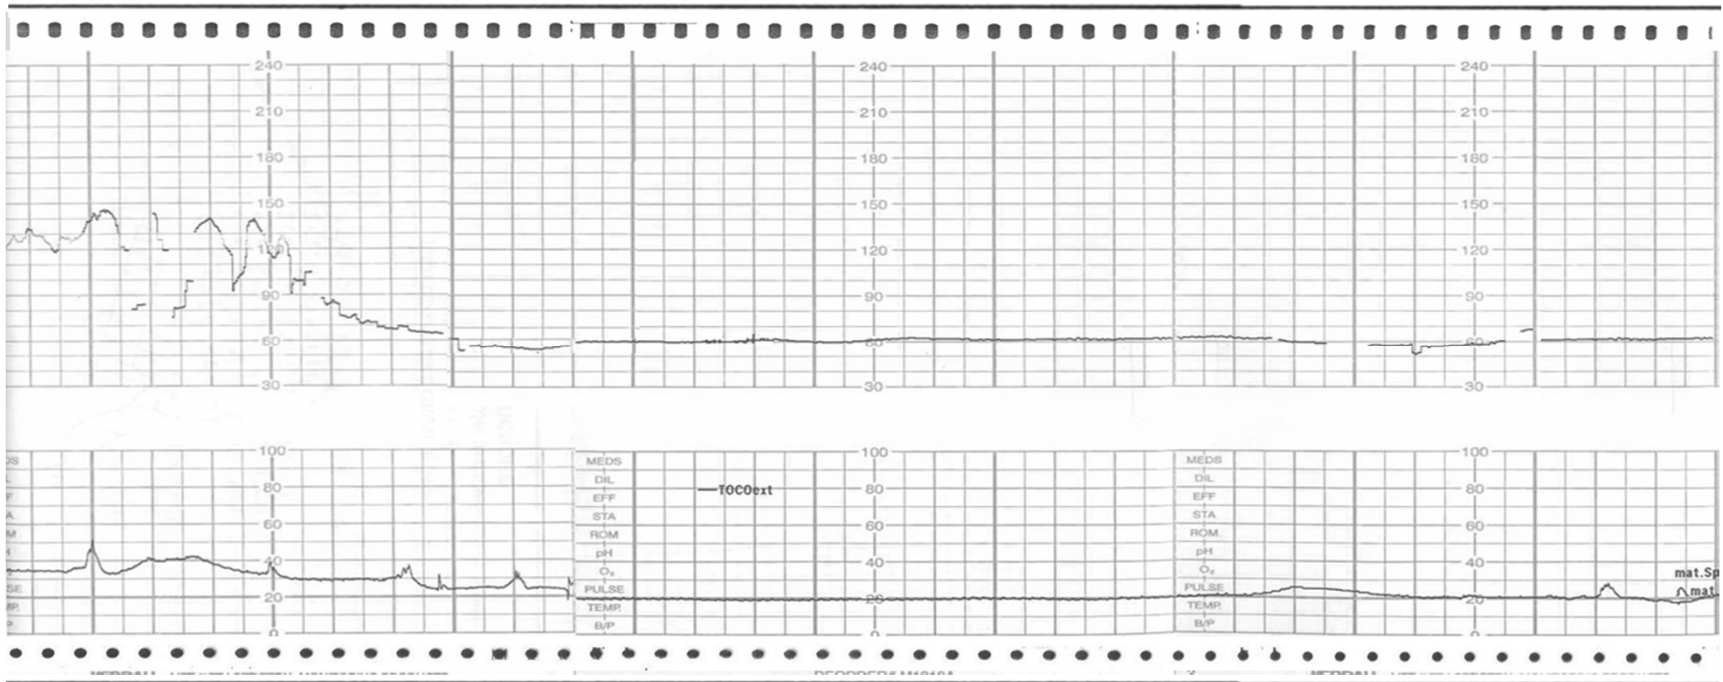 240 240 240
210 210 210
180 180 180
150 150 150
120 120 120
90 90 90
60 60 60
30 30 30
100 MEDS 100 MEDS 100
DIL DIL
80 EFF TOCOext 80 EFF 80
STA STA
60 ROM 60 ROM 60
pH pH
40 O₂ 40 O₂ 40
mat.Sp
20 PULSE 20 PULSE 20 mat.
TEMP. TEMP.
0 B/P 0 B/P 0